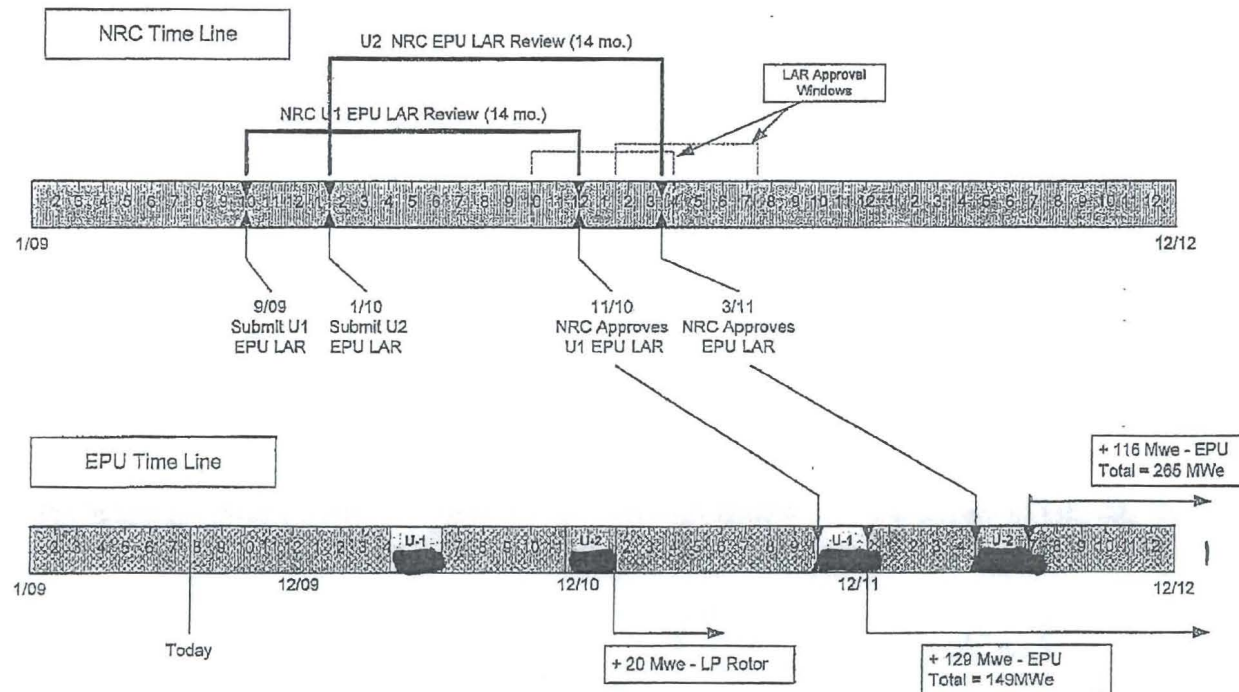 NRC Time Line
U2 NRC EPU LAR Review (14 mo.)
LAR Approval
Windows
NRC U1 EPU LAR Review (14 mo.)
2 3 4 5 6 7 8 9 10 11 12 1 2 3 4 5 6 7 8 9 10 12 1 2 3 4 5 6 7 8 9 10 11 12 1 2 3 4 5 6 7 8 9 10 11 12
1/09
12/12
9/09
Submit U1
EPU LAR
1/10
Submit U2
EPU LAR
11/10
NRC Approves
U1 EPU LAR
3/11
NRC Approves
EPU LAR
EPU Time Line
+ 116 Mwe - EPU
Total = 265 MWe
U-1
U-2
U-1
U-2
1/09
12/09
12/10
12/11
12/12
Today
+ 20 Mwe - LP Rotor
+ 129 Mwe - EPU
Total = 149MWe